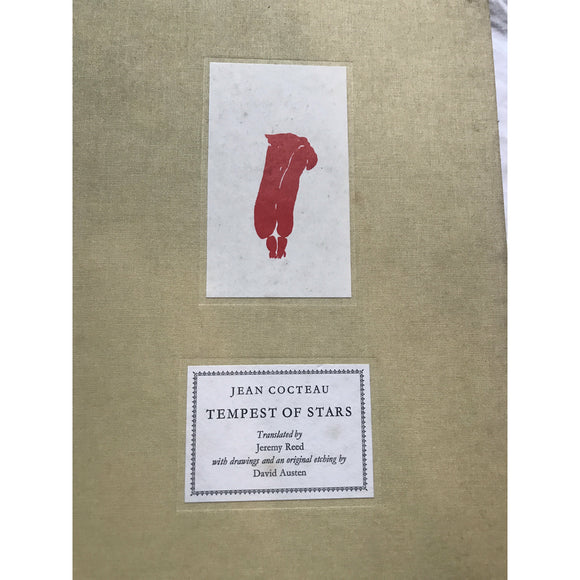 JEAN COCTEAU
TEMPEST OF STARS
Translated by
Jeremy Reed
with drawings and an original etching by
David Austen